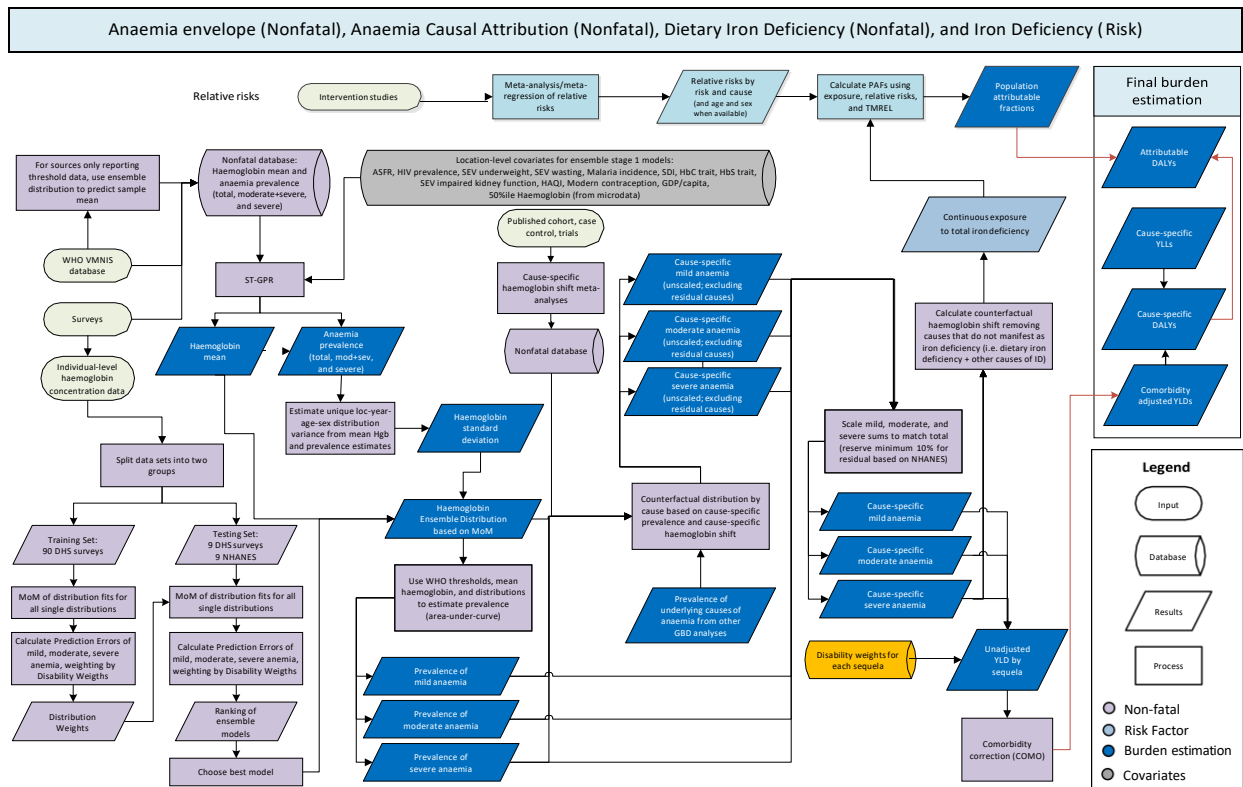 Anaemia envelope (Nonfatal), Anaemia Causal Attribution (Nonfatal), Dietary Iron Deficiency (Nonfatal), and Iron Deficiency (Risk)
Relative risks
Intervention studies
Meta-analysis/meta-
regression of relative
risks
Relative risks by
risk and cause
(and age and sex
when available)
Calculate PAFs using
exposure, relative risks,
and TMREL
Population
attributable
fractions
Final burden
estimation
Attributable
DALYs
Cause-specific
YLLs
Cause-specific
DALYs
Comorbidity
adjusted YLDs
For sources only reporting
threshold data, use ensemble
distribution to predict sample
mean
Nonfatal database:
Haemoglobin mean and
anaemia prevalence
(total, moderate+severe,
and severe)
Location-level covariates for ensemble stage 1 models:
ASFR, HIV prevalence, SEV underweight, SEV wasting, Malaria incidence, SDI, HbC trait, HbS trait,
SEV impaired kidney function, HAQI, Modern contraception, GDP/capita,
50%ile Haemoglobin (from microdata)
WHO VMNIS
database
Surveys
Individual-level
haemoglobin
concentration data
ST-GPR
Haemoglobin
mean
Anaemia
prevalence
(total, mod+sev,
and severe)
Estimate unique loc-year-
age-sex distribution
variance from mean Hgb
and prevalence estimates
Haemoglobin
standard
deviation
Published cohort, case
control, trials
Cause-specific
haemoglobin shift meta-
analyses
Nonfatal database
Cause-specific
mild anaemia
(unscaled; excluding
residual causes)
Cause-specific
moderate anaemia
(unscaled; excluding
residual causes)
Cause-specific
severe anaemia
(unscaled; excluding
residual causes)
Continuous exposure
to total iron deficiency
Calculate counterfactual
haemoglobin shift removing
causes that do not manifest as
iron deficiency (i.e. dietary iron
deficiency + other causes of ID)
Scale mild, moderate, and
severe sums to match total
(reserve minimum 10% for
residual based on NHANES)
Split data sets into two
groups
Training Set:
90 DHS surveys
Testing Set:
9 DHS surveys
9 NHANES
MoM of distribution fits for
all single distributions
MoM of distribution fits for all
single distributions
Calculate Prediction Errors of
mild, moderate, severe
anemia, weighting by
Disability Weigths
Calculate Prediction Errors of
mild, moderate, severe anemia,
weighting by Disability Weigths
Distribution
Weights
Ranking of
ensemble
models
Choose best model
Haemoglobin
Ensemble Distribution
based on MoM
Use WHO thresholds, mean
haemoglobin, and distributions
to estimate prevalence
(area-under-curve)
Prevalence of
mild anaemia
Prevalence of
moderate anaemia
Prevalence of
severe anaemia
Counterfactual distribution by
cause based on cause-specific
prevalence and cause-specific
haemoglobin shift
Prevalence of
underlying causes of
anaemia from other
GBD analyses
Cause-specific
mild anaemia
Cause-specific
moderate anaemia
Cause-specific
severe anaemia
Disability weights for
each sequela
Unadjusted
YLD by
sequela
Comorbidity
correction (COMO)
Legend
Input
Database
Results
Process
Non-fatal
Risk Factor
Burden estimation
Covariates